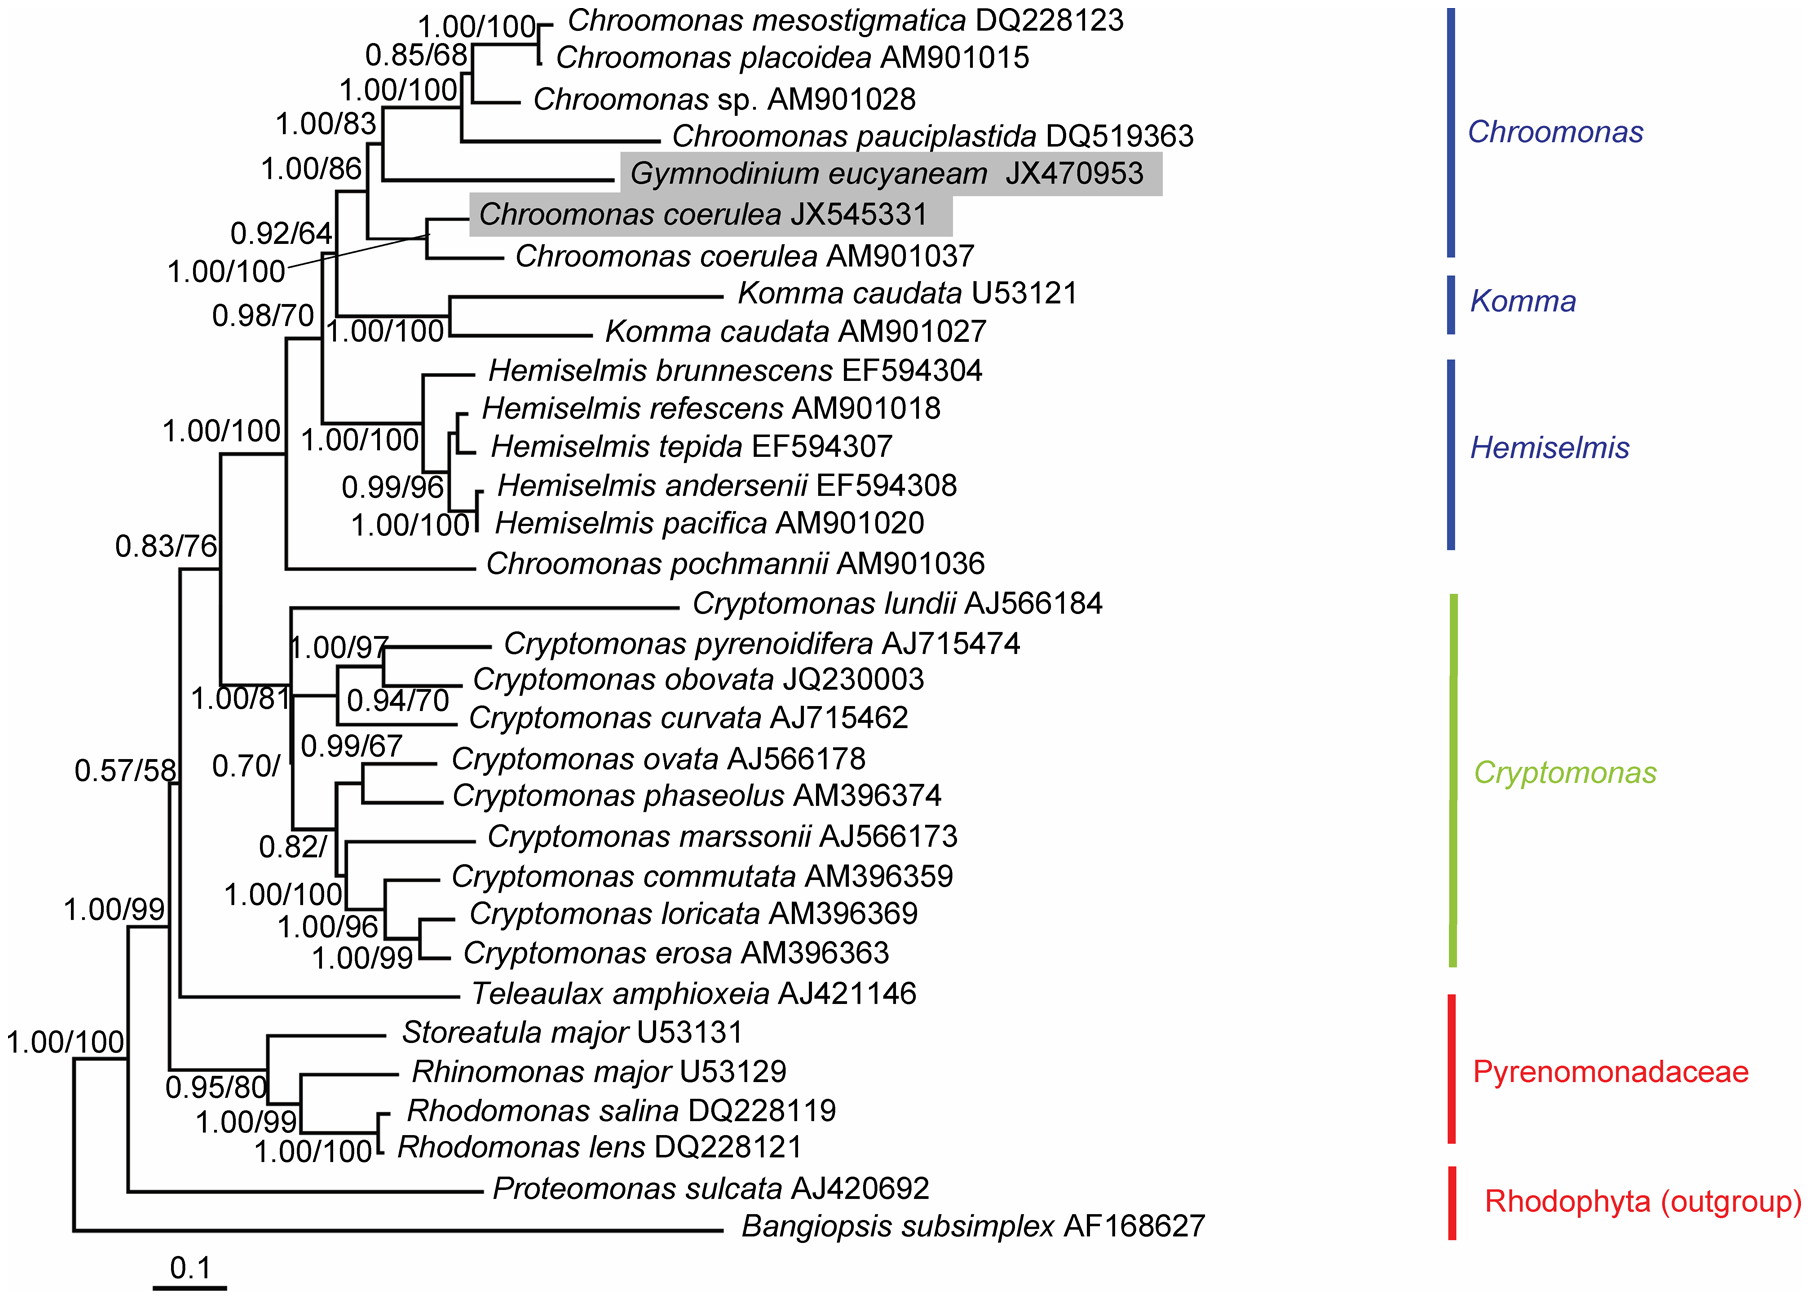 1.00/100
Chroomonas mesostigmatica DQ228123
0.85/68
Chroomonas placoidea AM901015
1.00/100
Chroomonas sp. AM901028
1.00/83
Chroomonas pauciplastida DQ519363
Chroomonas
1.00/86
Gymnodinium eucyaneam JX470953
Chroomonas coerulea JX545331
0.92/64
Chroomonas coerulea AM901037
1.00/100
Komma caudata U53121
Komma
0.98/70
1.00/100
Komma caudata AM901027
Hemiselmis brunnescens EF594304
Hemiselmis refescens AM901018
1.00/100
1.00/100
Hemiselmis tepida EF594307
Hemiselmis
0.99/96
Hemiselmis andersenii EF594308
1.00/100
Hemiselmis pacifica AM901020
0.83/76
Chroomonas pochmannii AM901036
Cryptomonas lundii AJ566184
1.00/97
Cryptomonas pyrenoidifera AJ715474
Cryptomonas obovata JQ230003
1.00/81
0.94/70
Cryptomonas curvata AJ715462
0.99/67
0.70/
Cryptomonas ovata AJ566178
0.57/58
Cryptomonas
Cryptomonas phaseolus AM396374
Cryptomonas marssonii AJ566173
0.82/
Cryptomonas commutata AM396359
1.00/100
1.00/99
Cryptomonas loricata AM396369
1.00/96
Cryptomonas erosa AM396363
1.00/99
Teleaulax amphioxeia AJ421146
Storeatula major U53131
1.00/100
Rhinomonas major U53129
Pyrenomonadaceae
0.95/80
Rhodomonas salina DQ228119
1.00/99
Rhodomonas lens DQ228121
1.00/100
Proteomonas sulcata AJ420692
Rhodophyta (outgroup)
Bangiopsis subsimplex AF168627
0.1